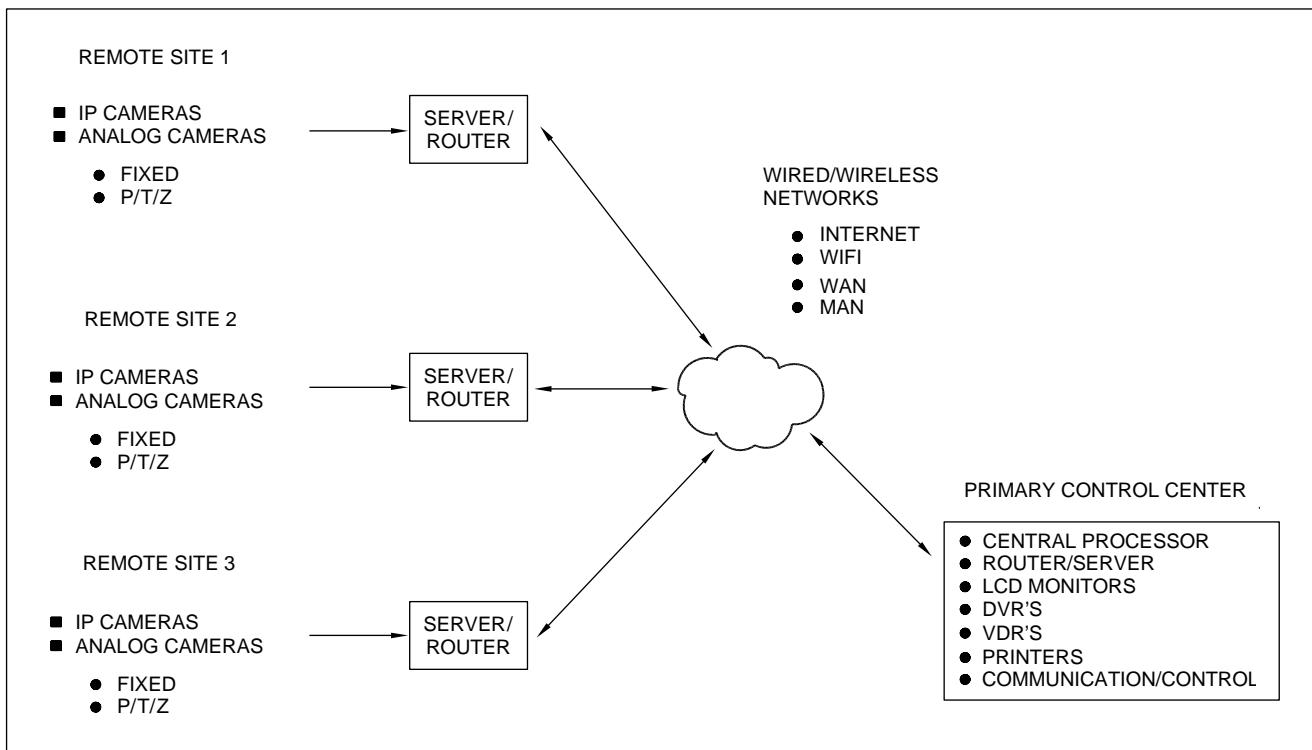 REMOTE SITE 1
IP CAMERAS
ANALOG CAMERAS
FIXED
P/T/Z
SERVER/
ROUTER
WIRED/WIRELESS
NETWORKS
INTERNET
WIFI
WAN
MAN
REMOTE SITE 2
IP CAMERAS
ANALOG CAMERAS
FIXED
P/T/Z
SERVER/
ROUTER
REMOTE SITE 3
IP CAMERAS
ANALOG CAMERAS
FIXED
P/T/Z
SERVER/
ROUTER
PRIMARY CONTROL CENTER
CENTRAL PROCESSOR
ROUTER/SERVER
LCD MONITORS
DVR'S
VDR'S
PRINTERS
COMMUNICATION/CONTROL